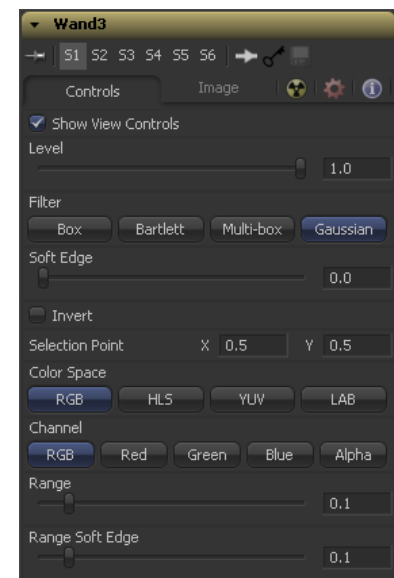 Wand3
S1 S2 S3 S4 S5 S6
Controls Image
Show View Controls
Level
1.0
Filter
Box Bartlett Multi-box Gaussian
Soft Edge
0.0
Invert
Selection Point X 0.5 Y 0.5
Color Space
RGB HLS YUV LAB
Channel
RGB Red Green Blue Alpha
Range
0.1
Range Soft Edge
0.1